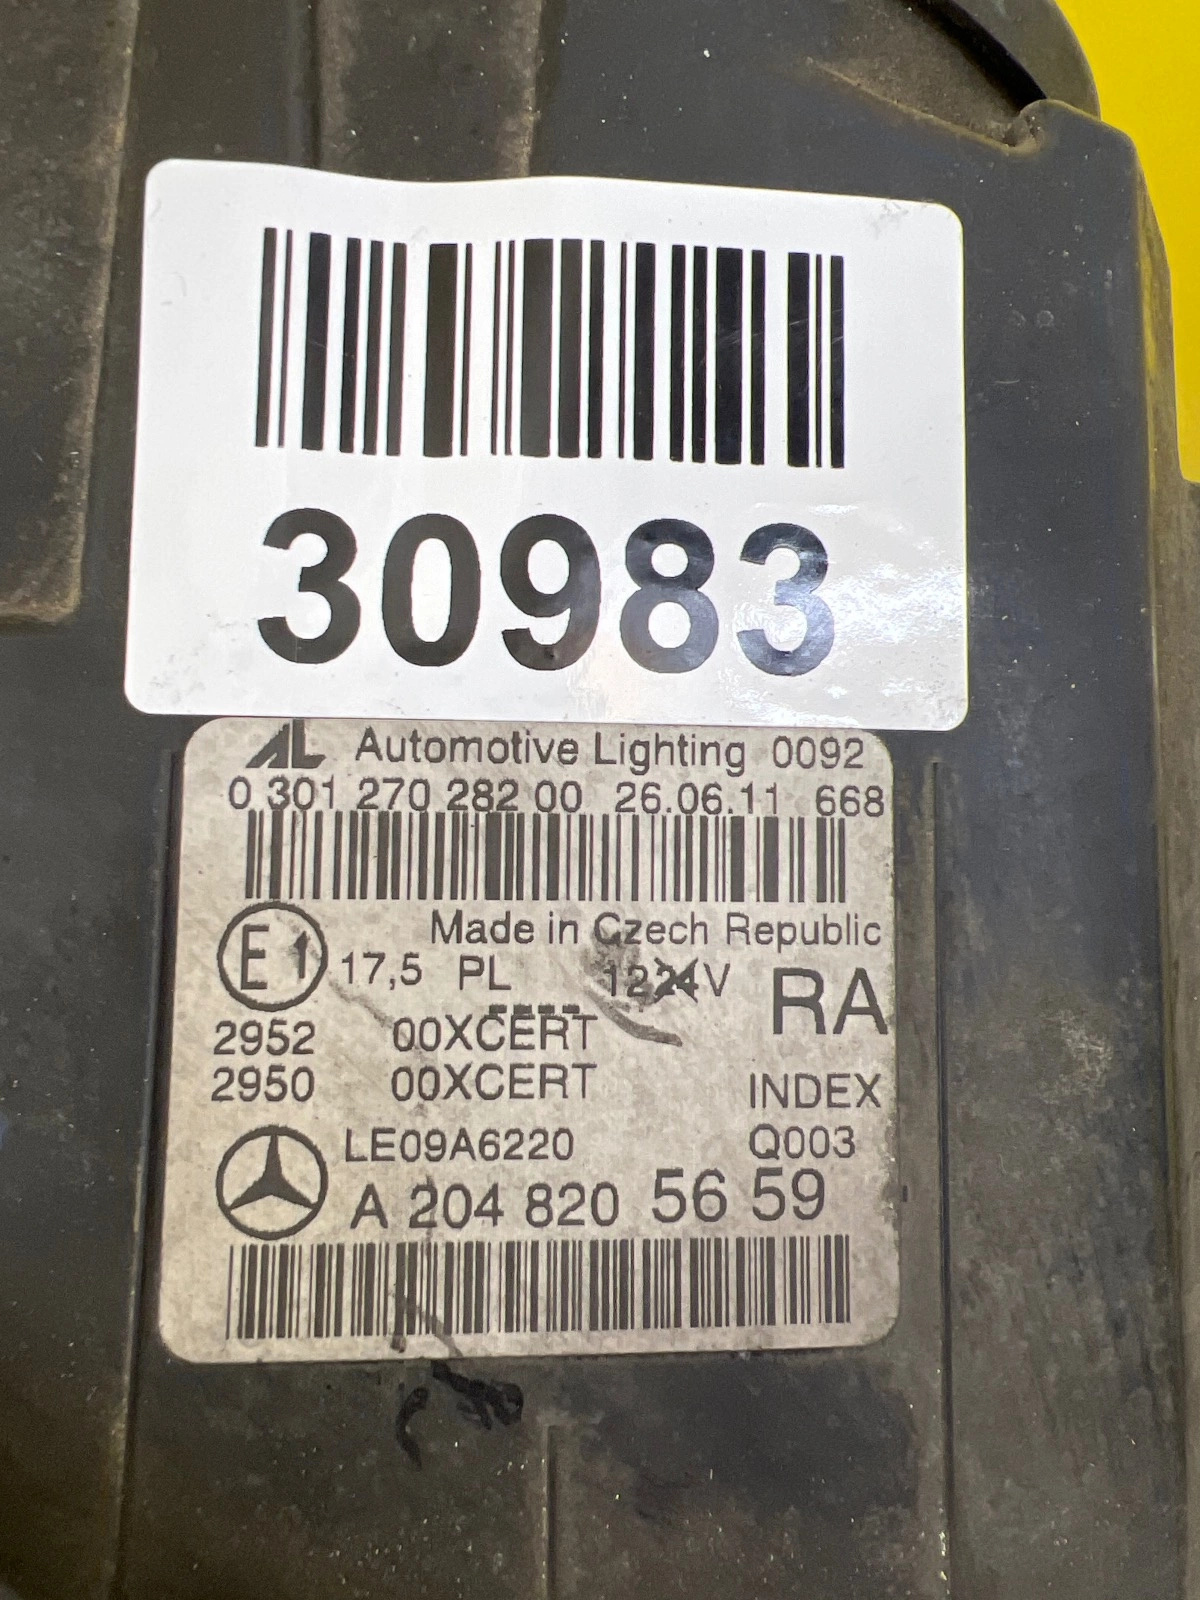 30983
AL Automotive Lighting 0092
0 301 270 282 00 26.06.11 668
Made in Czech Republic
E1 17,5 PL 1224V RA
2952 00XCERT
2950 00XCERT INDEX
LE09A6220 Q003
A 204 820 56 59